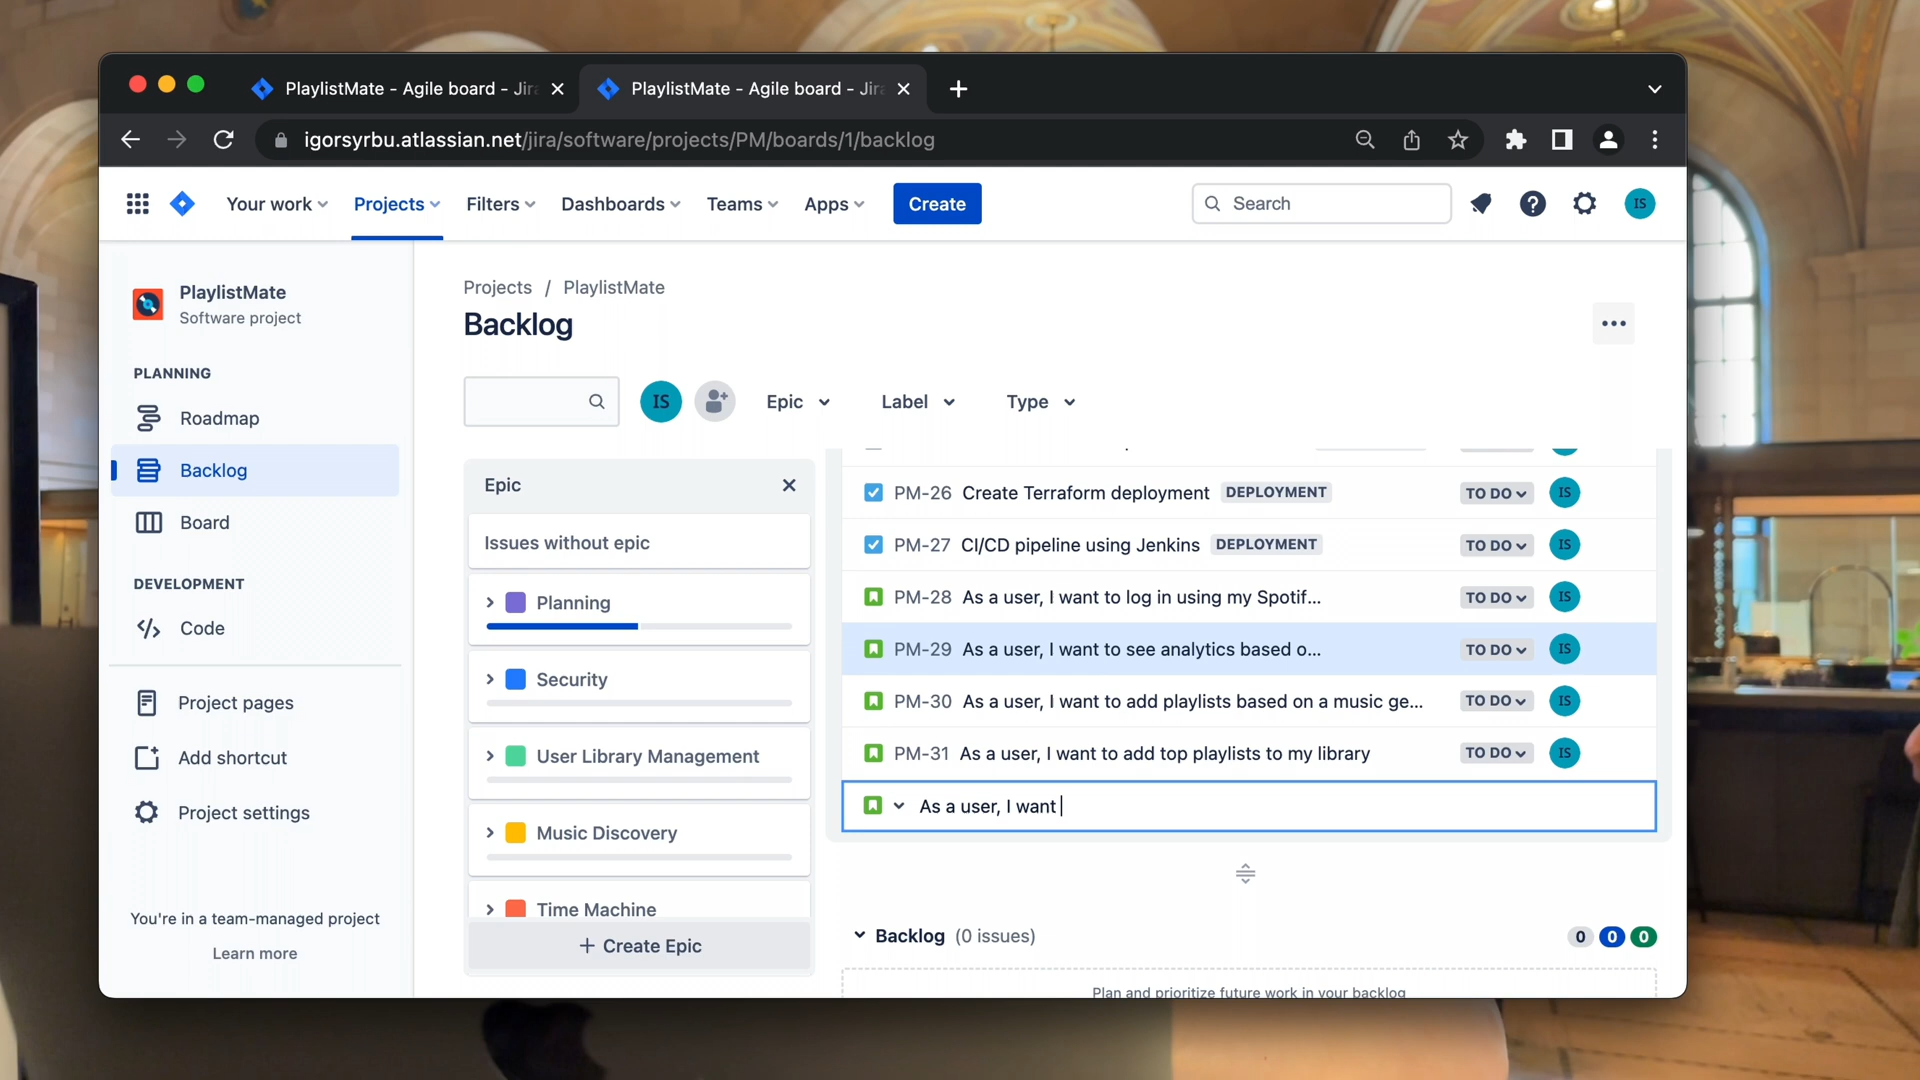 PlaylistMate - Agile board - Jira
PlaylistMate - Agile board - Jira
igorsyrbu.atlassian.net/jira/software/projects/PM/boards/1/backlog
Your work
Projects
Filters
Dashboards
Teams
Apps
Create
Search
IS
PlaylistMate
Software project
Projects / PlaylistMate
Backlog
PLANNING
Roadmap
Backlog
Board
DEVELOPMENT
Code
Project pages
Add shortcut
Project settings
You're in a team-managed project
Learn more
IS
Epic
Label
Type
Epic
Issues without epic
Planning
Security
User Library Management
Music Discovery
Time Machine
+ Create Epic
PM-26 Create Terraform deployment DEPLOYMENT TO DO IS
PM-27 CI/CD pipeline using Jenkins DEPLOYMENT TO DO IS
PM-28 As a user, I want to log in using my Spotif... TO DO IS
PM-29 As a user, I want to see analytics based o... TO DO IS
PM-30 As a user, I want to add playlists based on a music ge... TO DO IS
PM-31 As a user, I want to add top playlists to my library TO DO IS
As a user, I want
Backlog (0 issues) 0 0 0
Plan and prioritize future work in your backlog